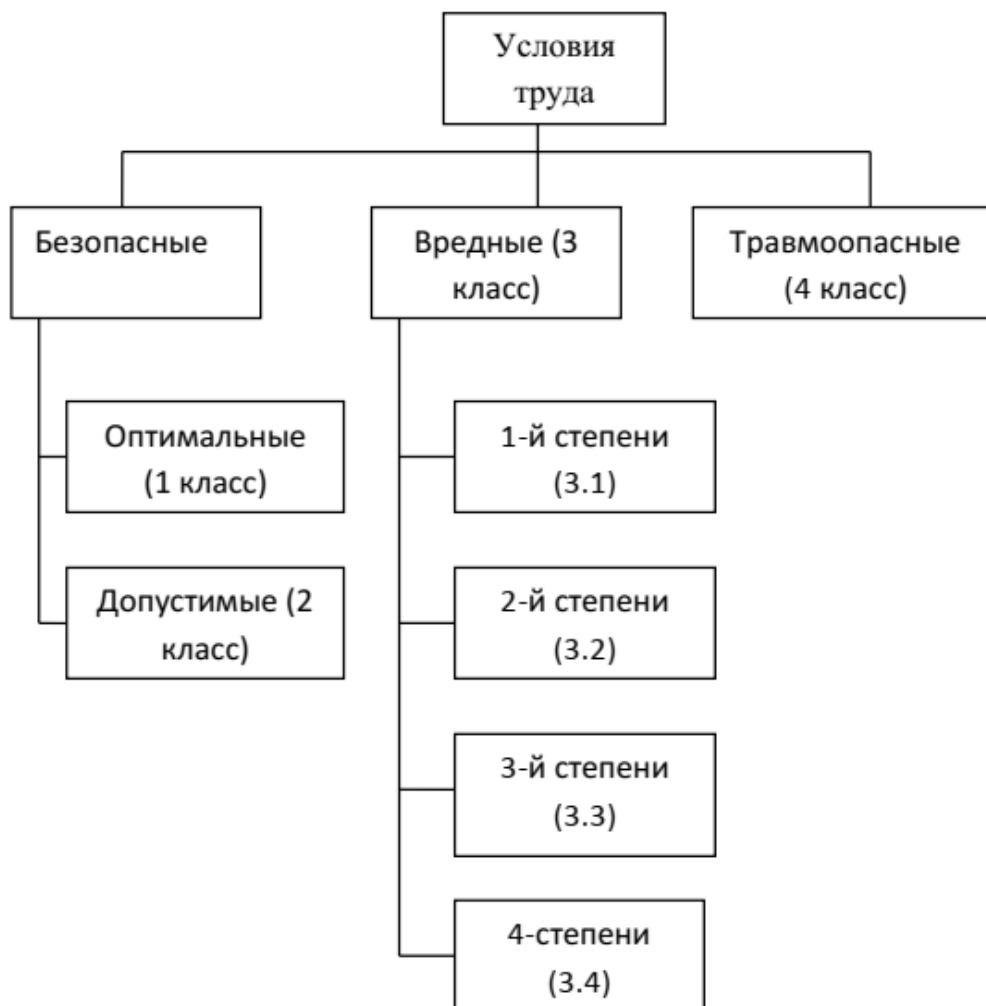 Условия
труда
Безопасные
Вредные (3
класс)
Травмоопасные
(4 класс)
Оптимальные
(1 класс)
Допустимые (2
класс)
1-й степени
(3.1)
2-й степени
(3.2)
3-й степени
(3.3)
4-степени
(3.4)